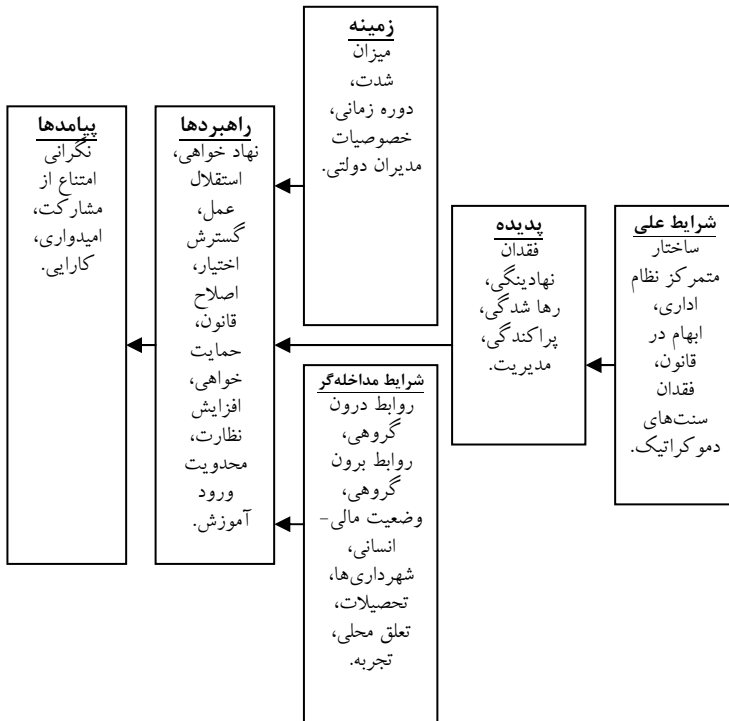 شرایط علی
ساختار
متمرکز نظام
اداری،
ابهام در
قانون،
فقدان
سنت‌های
دموکراتیک.
پدیده
فقدان
نهادینگی،
رها شدگی،
پراکندگی،
مدیریت.
زمینه
میزان
شدت،
دوره زمانی،
خصوصیات
مدیران دولتی.
شرایط مداخله‌گر
روابط درون
گروهی،
روابط برون
گروهی،
وضعیت مالی-
انسانی،
شهرداری‌ها،
تحصیلات،
تعلق محلی،
تجربه.
راهبردها
نهاد خواهی،
استقلال
عمل،
گسترش
اختیار،
اصلاح
قانون،
حمایت
خواهی،
افزایش
نظارت،
محدویت
ورود
آموزش.
پیامدها
نگرانی
امتناع از
مشارکت،
امیدواری،
کارایی.